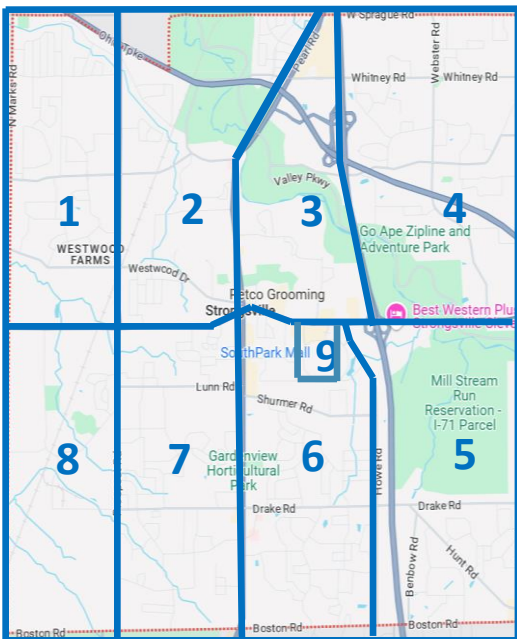 W Sprague Rd
Ohio Tpke
Pearl Rd
Webster Rd
N Marks Rd
Whitney Rd
Whitney Rd
Valley Pkwy
1
2
3
4
Go Ape Zipline and
Adventure Park
WESTWOOD
FARMS
Westwood Dr
Petco Grooming
Strongsville
Best Western Plus
Strongsville Cleve
SouthPark Mall
9
Mill Stream
Run
Reservation -
I-71 Parcel
Lunn Rd
Shurmer Rd
8
7
6
5
Gardenview
Horticultural
Park
Howe Rd
Drake Rd
Drake Rd
Benbow Rd
Hunt Rd
Boston Rd
Boston Rd
Boston Rd